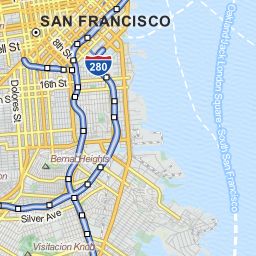 SAN FRANCISCO
8th St
280
16th St
Dolores St
Bernal Heights
Silver Ave
Visitacion Knob
Oakland Jack London Square - South San Francisco